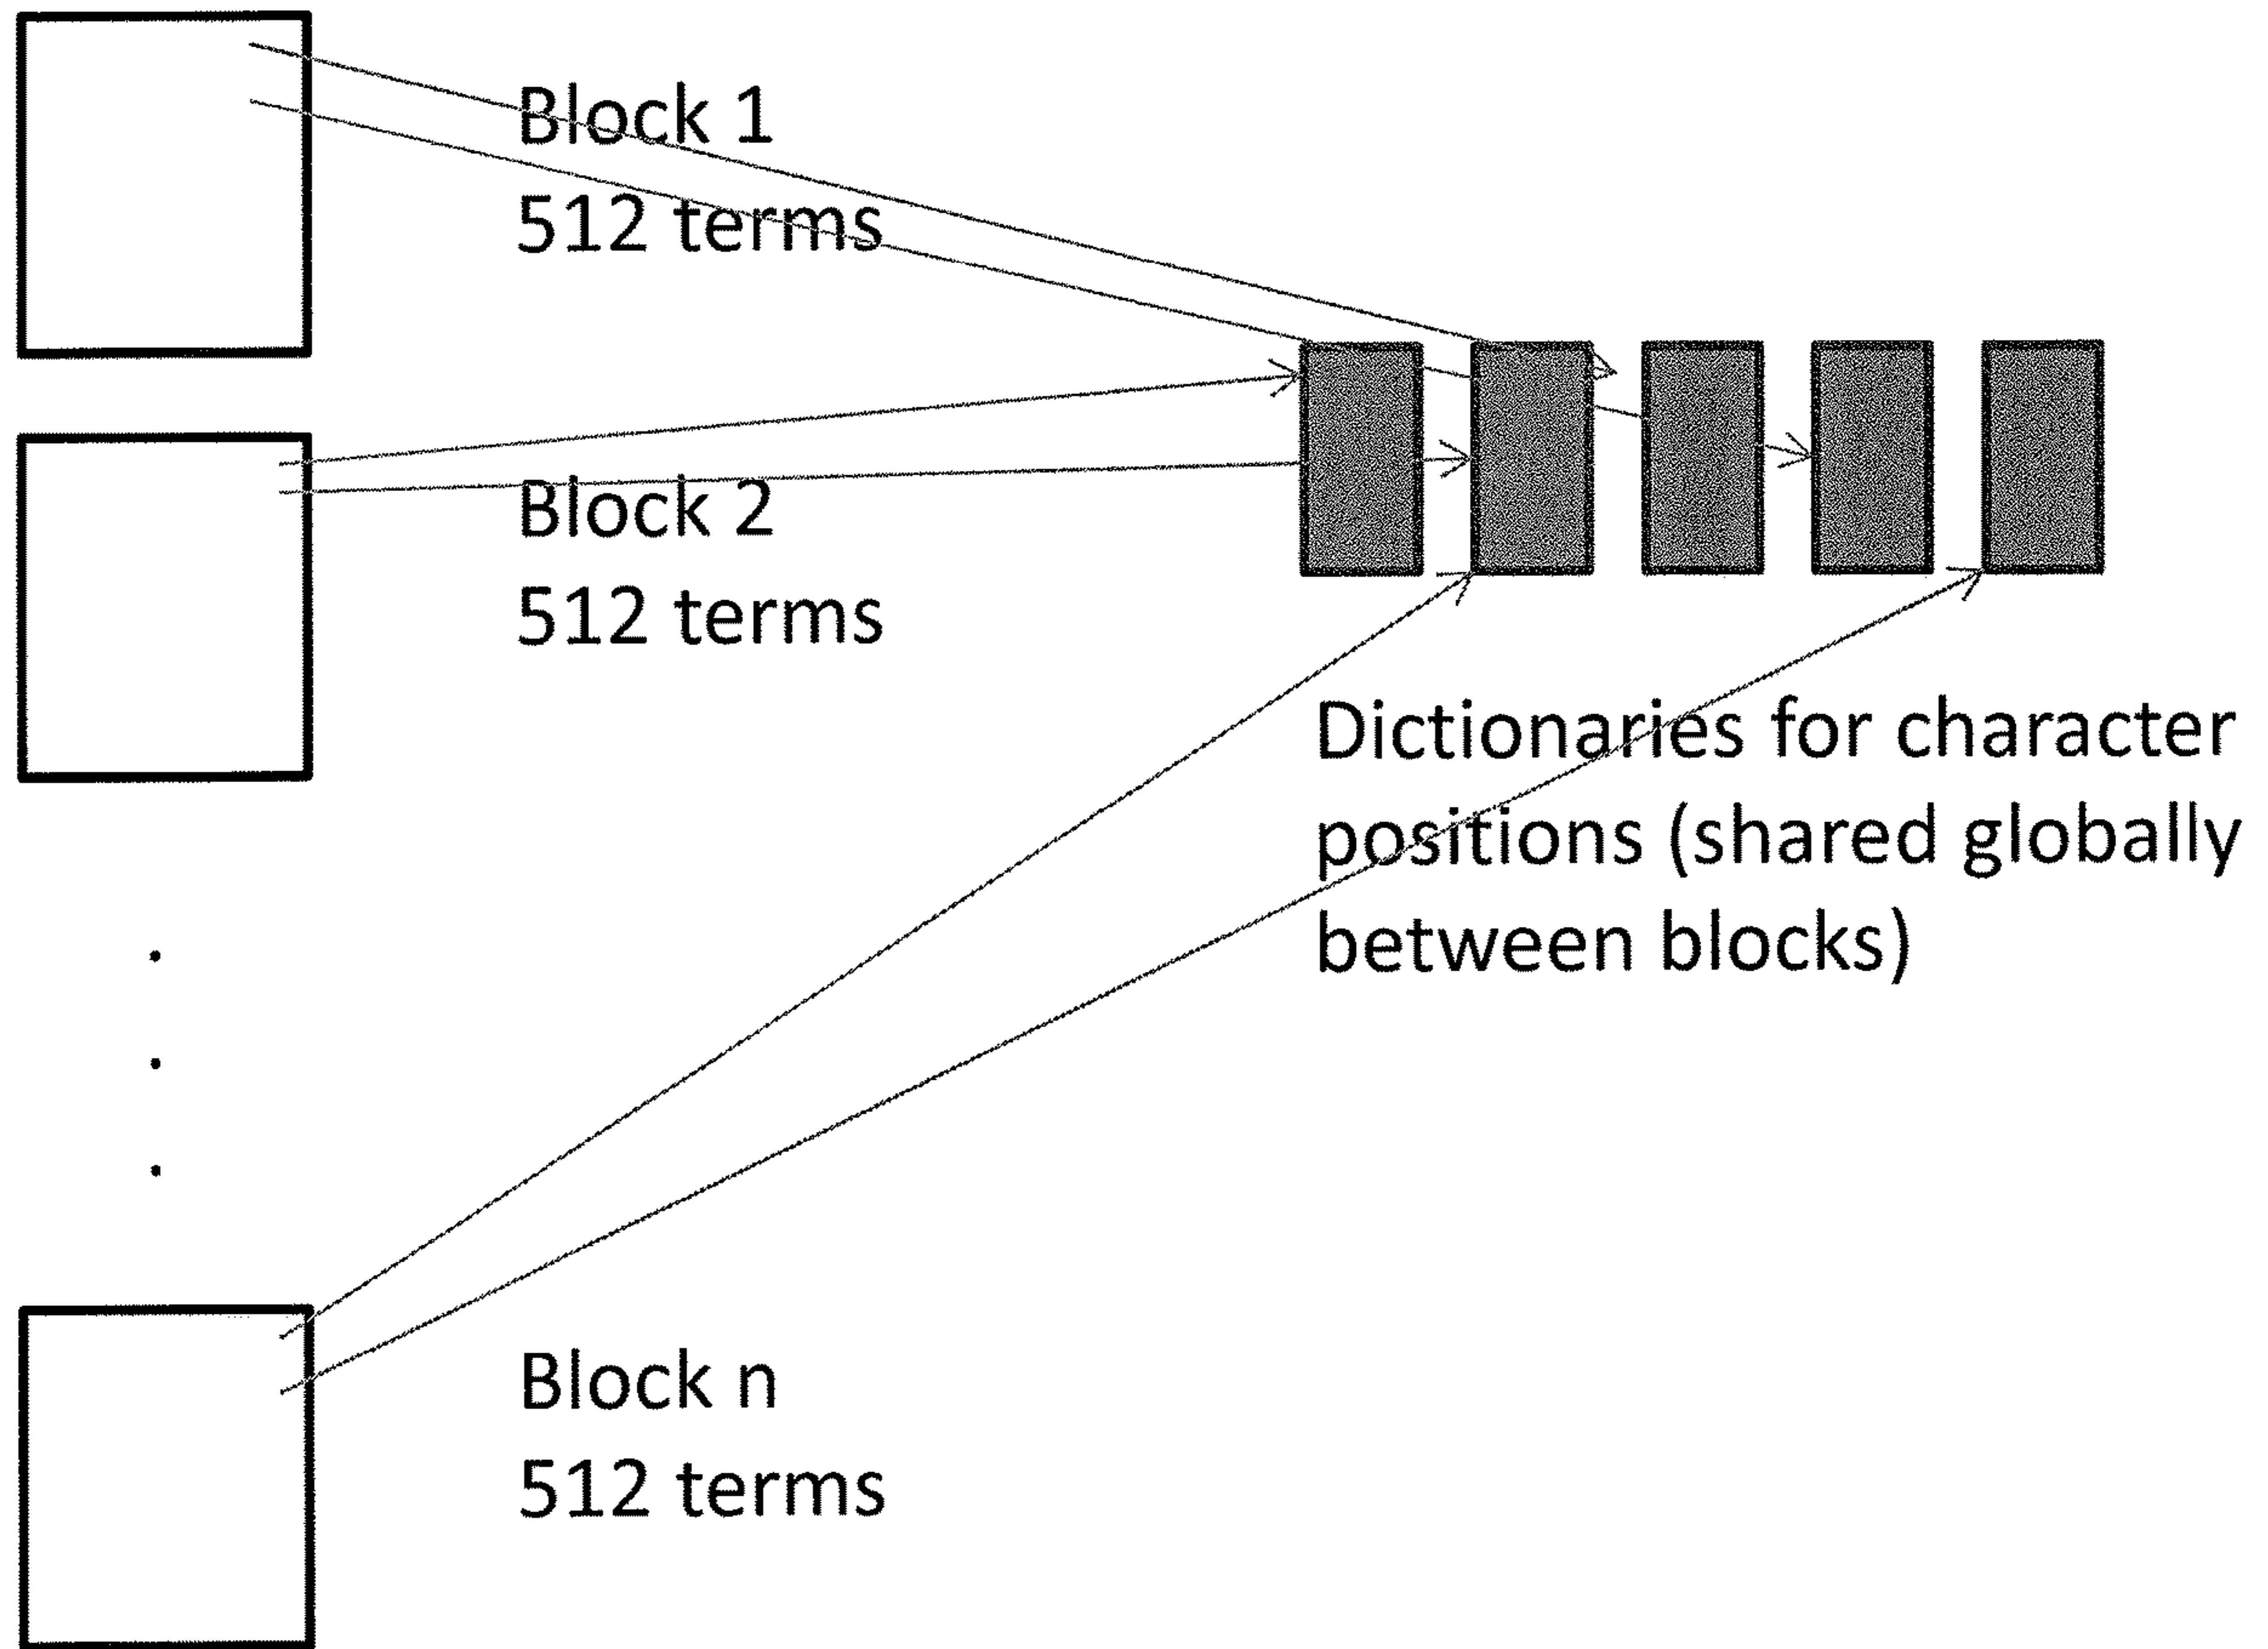 Block 1
512 terms
Block 2
512 terms
Dictionaries for character
positions (shared globally
between blocks)
Block n
512 terms